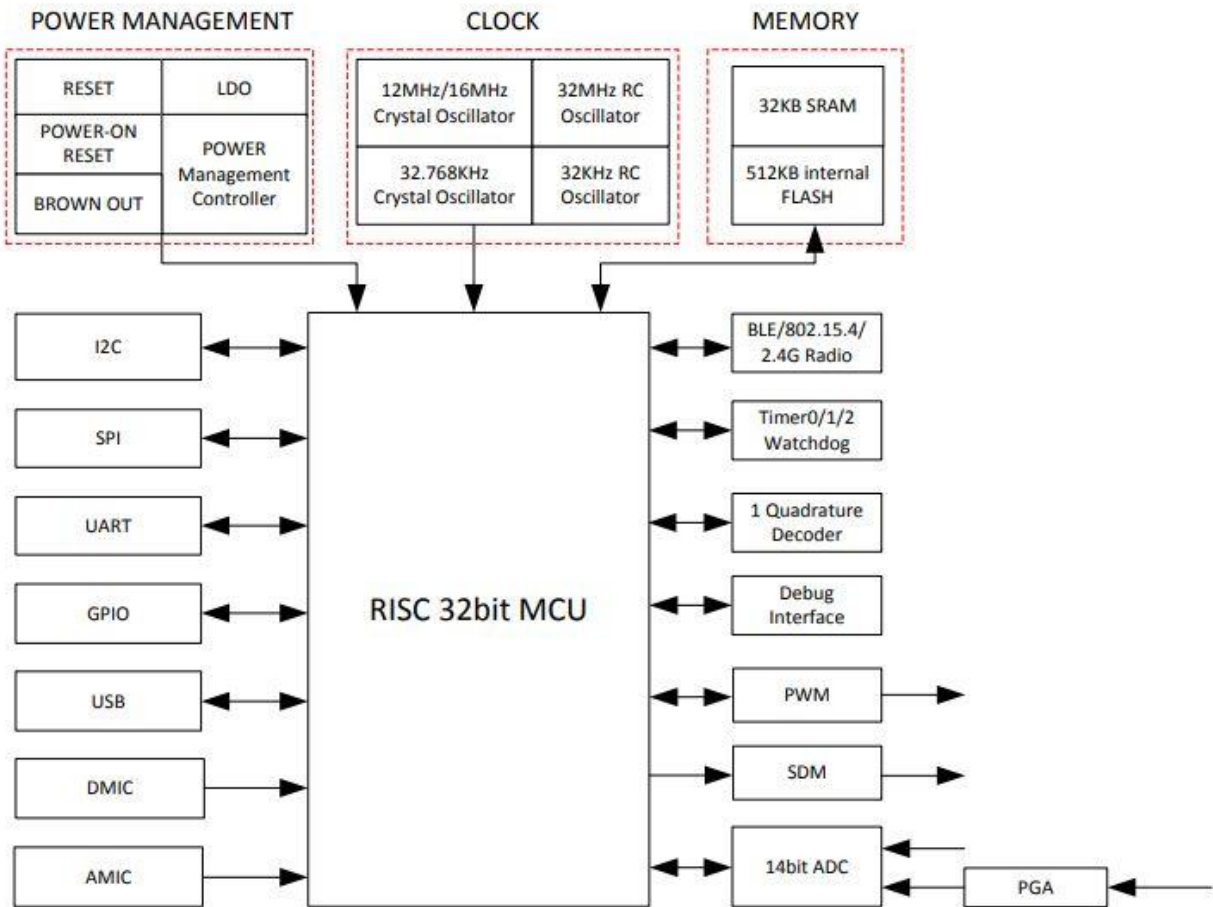 POWER MANAGEMENT
CLOCK
MEMORY
RESET
LDO
POWER-ON
RESET
POWER
Management
Controller
BROWN OUT
12MHz/16MHz
Crystal Oscillator
32MHz RC
Oscillator
32.768KHz
Crystal Oscillator
32KHz RC
Oscillator
32KB SRAM
512KB internal
FLASH
I2C
SPI
UART
GPIO
USB
DMIC
AMIC
RISC 32bit MCU
BLE/802.15.4/
2.4G Radio
Timer0/1/2
Watchdog
1 Quadrature
Decoder
Debug
Interface
PWM
SDM
14bit ADC
PGA